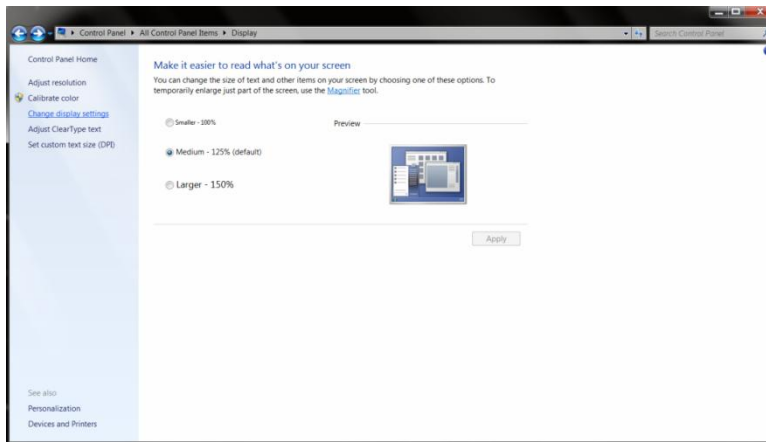 Control Panel ▸ All Control Panel Items ▸ Display
Search Control Panel
Control Panel Home
Adjust resolution
Calibrate color
Change display settings
Adjust ClearType text
Set custom text size (DPI)
Make it easier to read what's on your screen
You can change the size of text and other items on your screen by choosing one of these options. To
temporarily enlarge just part of the screen, use the Magnifier tool.
Smaller - 100%
Preview
Medium - 125% (default)
Larger - 150%
Apply
See also
Personalization
Devices and Printers